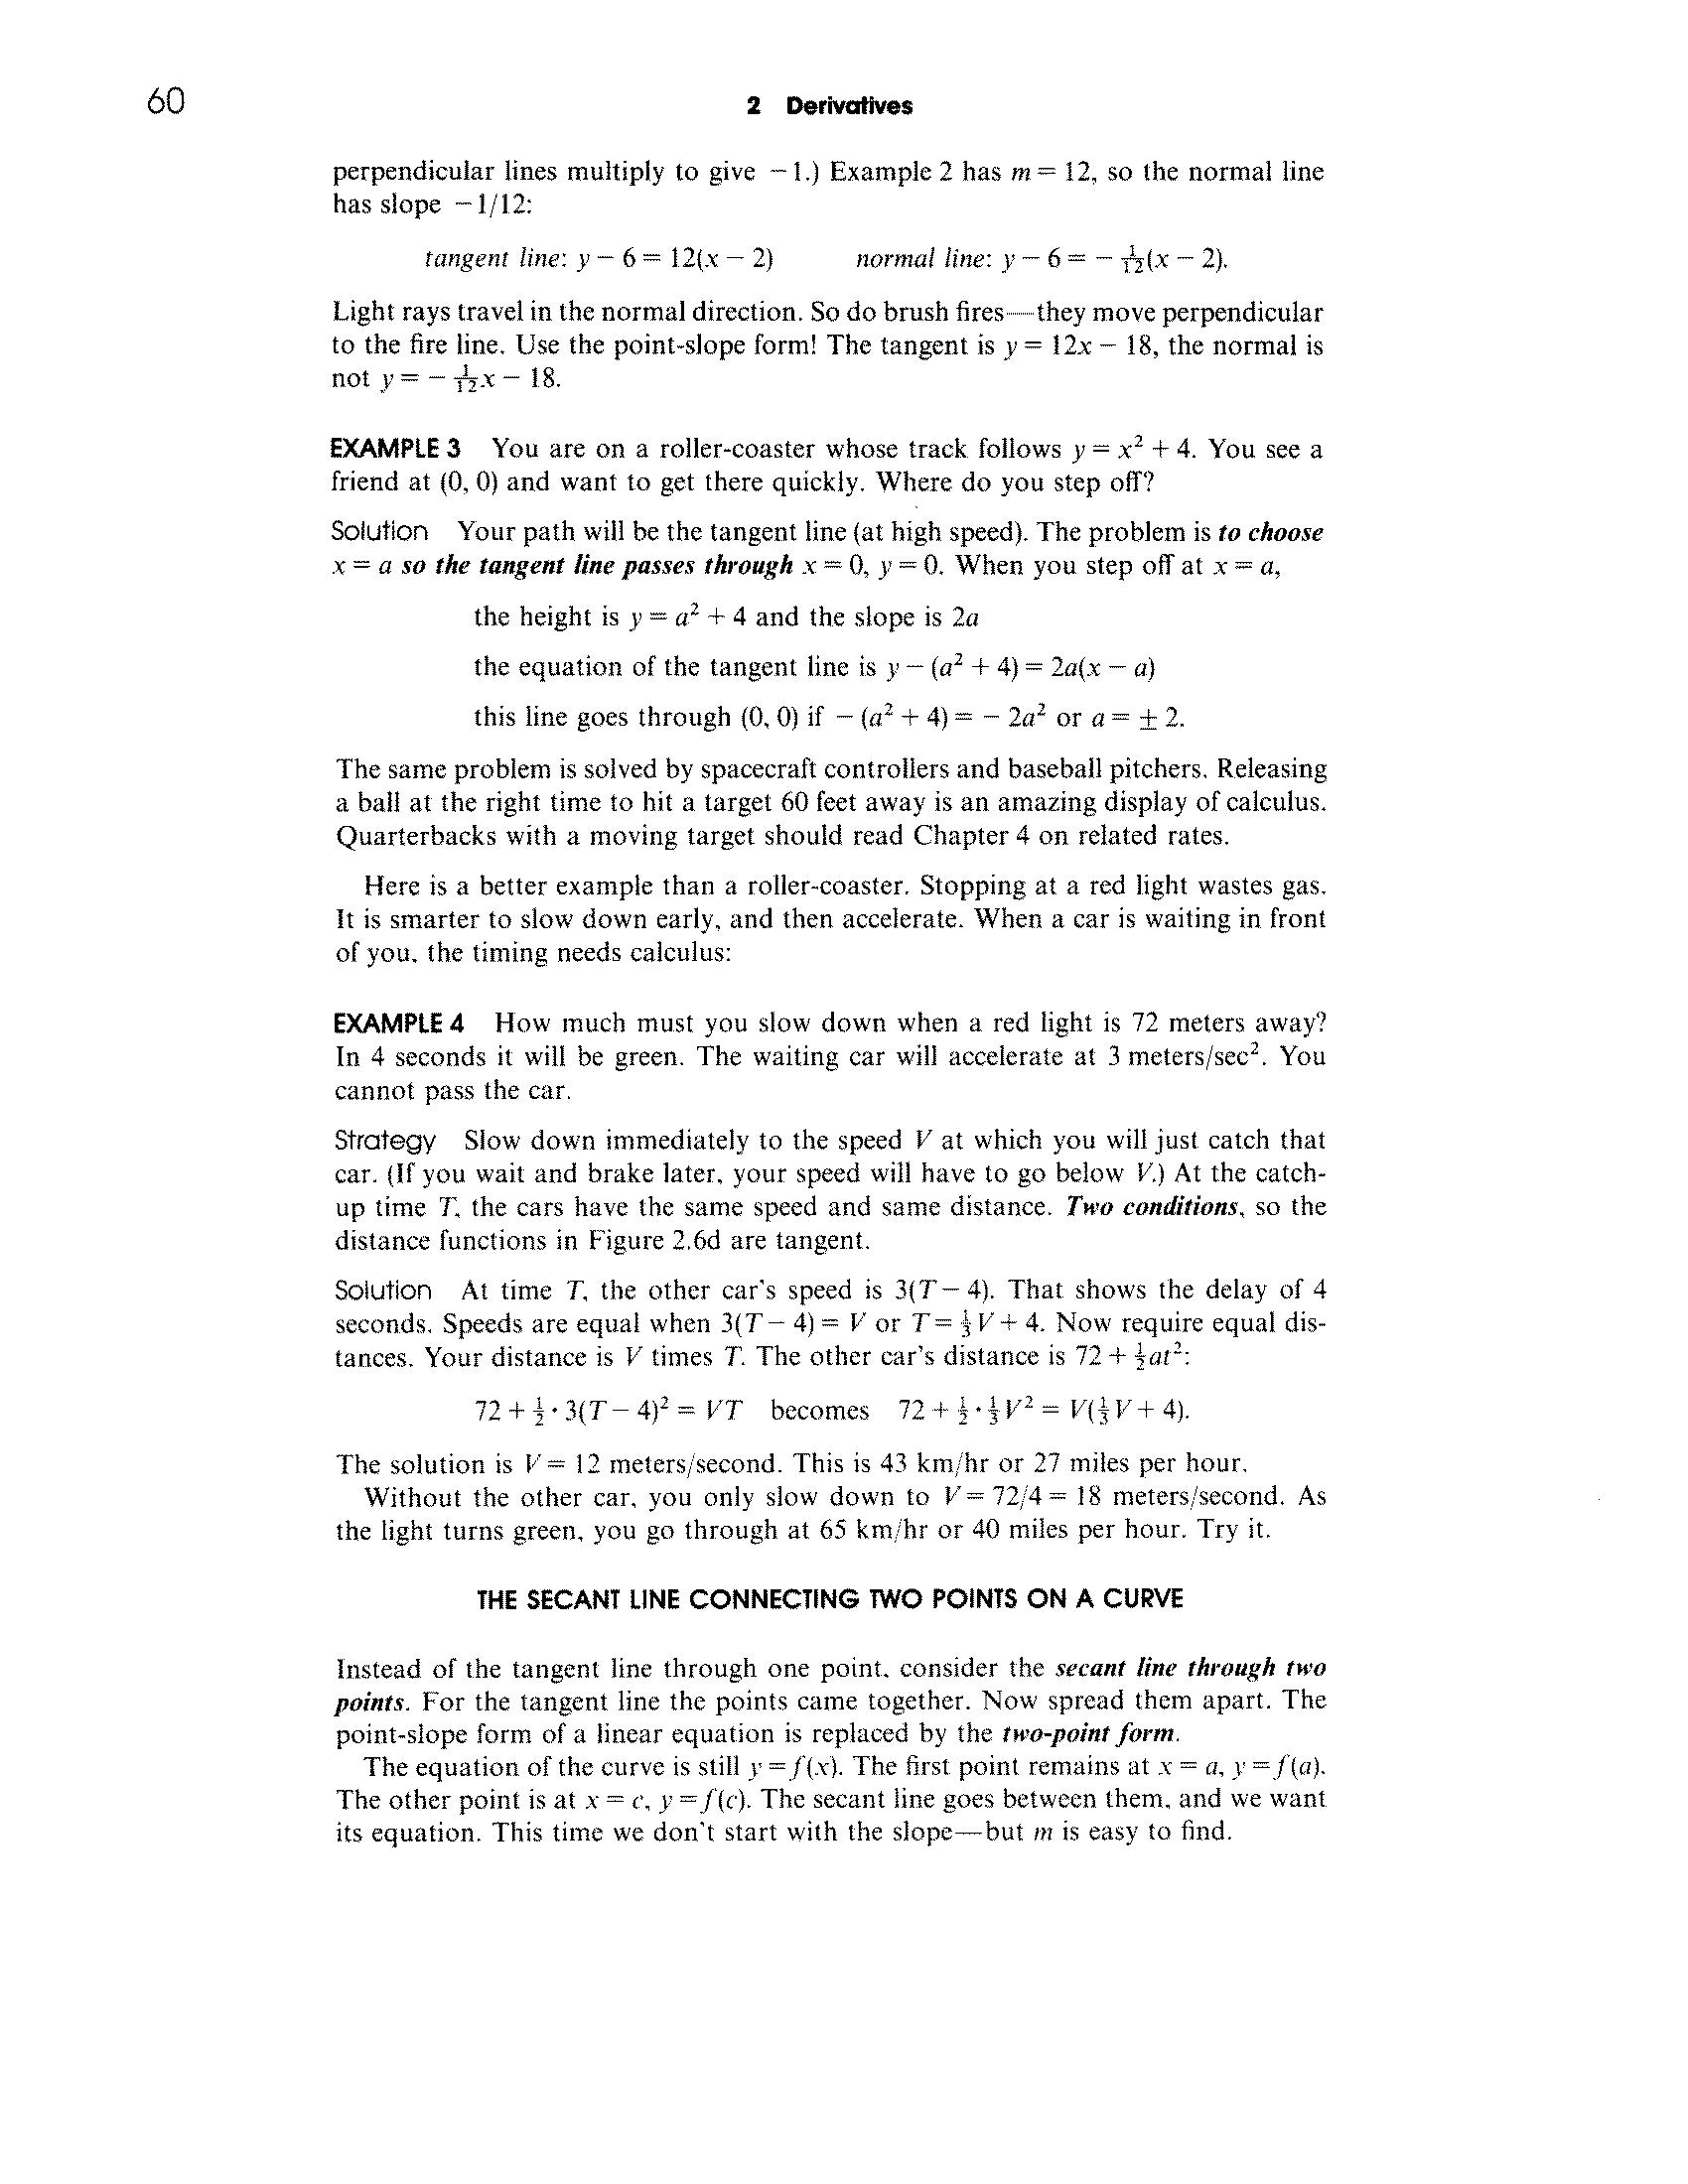 60
2 Derivatives
perpendicular lines multiply to give −1.) Example 2 has m = 12, so the normal line
has slope −1/12:
tangent line: y − 6 = 12(x − 2) normal line: y − 6 = − 1/12(x − 2).
Light rays travel in the normal direction. So do brush fires—they move perpendicular
to the fire line. Use the point-slope form! The tangent is y = 12x − 18, the normal is
not y = − 1/12x − 18.
EXAMPLE 3 You are on a roller-coaster whose track follows y = x² + 4. You see a
friend at (0, 0) and want to get there quickly. Where do you step off?
Solution Your path will be the tangent line (at high speed). The problem is to choose
x = a so the tangent line passes through x = 0, y = 0. When you step off at x = a,
the height is y = a² + 4 and the slope is 2a
the equation of the tangent line is y − (a² + 4) = 2a(x − a)
this line goes through (0, 0) if − (a² + 4) = − 2a² or a = ± 2.
The same problem is solved by spacecraft controllers and baseball pitchers. Releasing
a ball at the right time to hit a target 60 feet away is an amazing display of calculus.
Quarterbacks with a moving target should read Chapter 4 on related rates.
Here is a better example than a roller-coaster. Stopping at a red light wastes gas.
It is smarter to slow down early, and then accelerate. When a car is waiting in front
of you, the timing needs calculus:
EXAMPLE 4 How much must you slow down when a red light is 72 meters away?
In 4 seconds it will be green. The waiting car will accelerate at 3 meters/sec². You
cannot pass the car.
Strategy Slow down immediately to the speed V at which you will just catch that
car. (If you wait and brake later, your speed will have to go below V.) At the catch-
up time T, the cars have the same speed and same distance. Two conditions, so the
distance functions in Figure 2.6d are tangent.
Solution At time T, the other car's speed is 3(T − 4). That shows the delay of 4
seconds. Speeds are equal when 3(T − 4) = V or T = 1/3 V + 4. Now require equal dis-
tances. Your distance is V times T. The other car's distance is 72 + 1/2 at²:
72 + 1/2 · 3(T − 4)² = VT becomes 72 + 1/2 · 1/3 V² = V(1/3 V + 4).
The solution is V = 12 meters/second. This is 43 km/hr or 27 miles per hour.
Without the other car, you only slow down to V = 72/4 = 18 meters/second. As
the light turns green, you go through at 65 km/hr or 40 miles per hour. Try it.
THE SECANT LINE CONNECTING TWO POINTS ON A CURVE
Instead of the tangent line through one point, consider the secant line through two
points. For the tangent line the points came together. Now spread them apart. The
point-slope form of a linear equation is replaced by the two-point form.
The equation of the curve is still y = f(x). The first point remains at x = a, y = f(a).
The other point is at x = c, y = f(c). The secant line goes between them, and we want
its equation. This time we don't start with the slope—but m is easy to find.